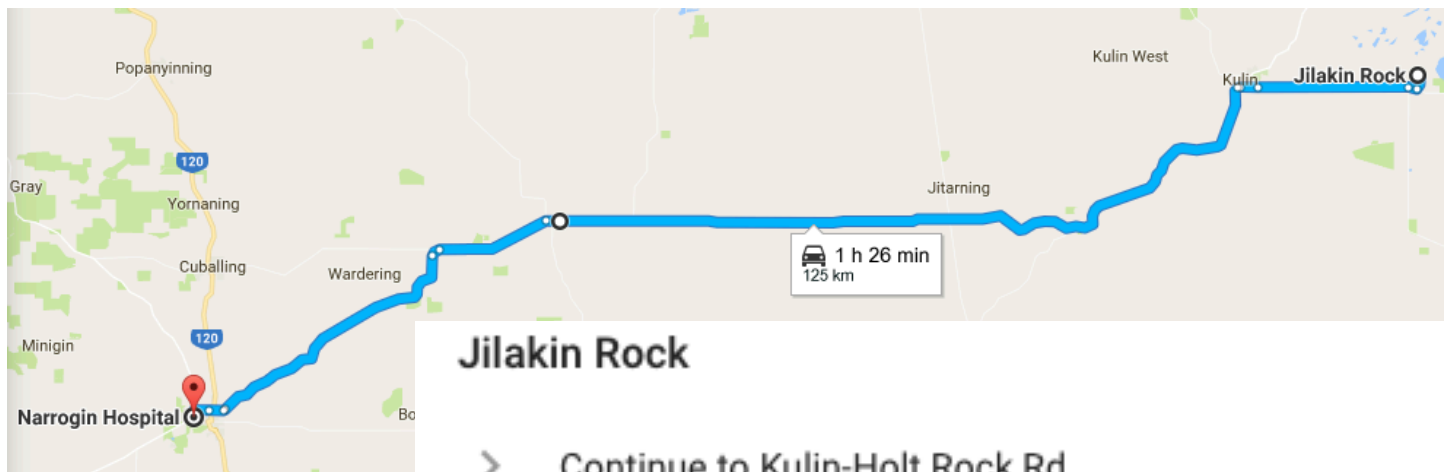 Popanyinning
Kulin West
Kulin
Jilakin Rock
120
Gray
Yornaning
Jitarning
Cuballing
Wardering
1 h 26 min
125 km
120
Minigin
Jilakin Rock
Narrogin Hospital
Bo
Continue to Kulin-Holt Rock Rd